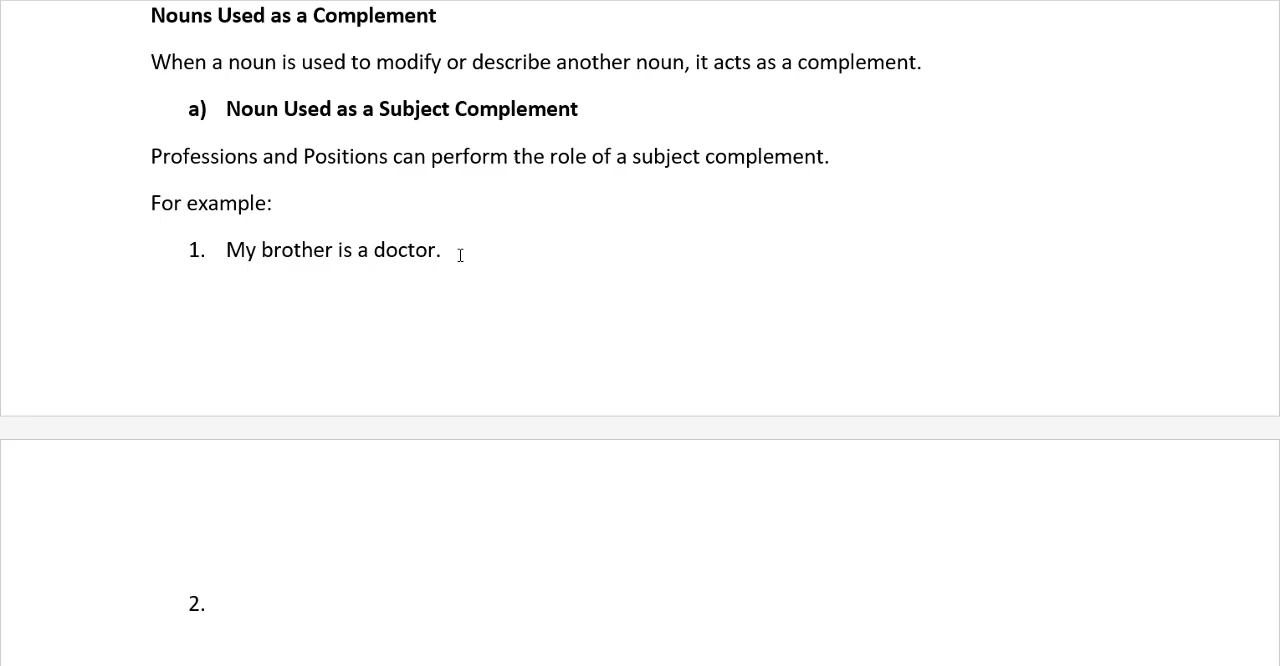 Nouns Used as a Complement
When a noun is used to modify or describe another noun, it acts as a complement.
a) Noun Used as a Subject Complement
Professions and Positions can perform the role of a subject complement.
For example:
1. My brother is a doctor.
2.